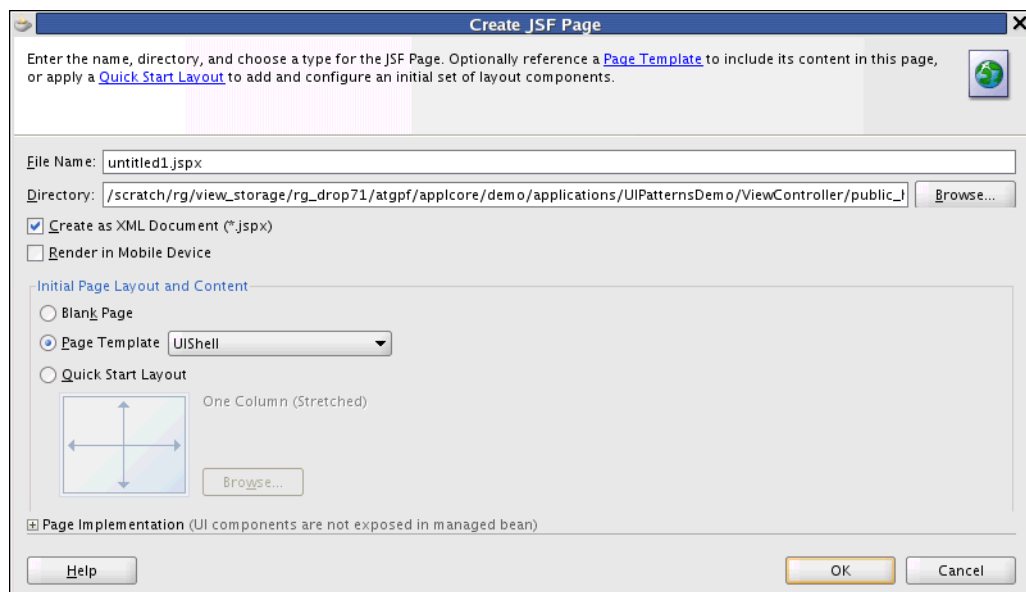 Create JSF Page
Enter the name, directory, and choose a type for the JSF Page. Optionally reference a Page Template to include its content in this page,
or apply a Quick Start Layout to add and configure an initial set of layout components.
File Name: untitled1.jspx
Directory: /scratch/rg/view_storage/rg_drop71/atgpf/applcore/demo/applications/UIPatternsDemo/ViewController/public_h Browse...
Create as XML Document (*.jspx)
Render in Mobile Device
Initial Page Layout and Content
Blank Page
Page Template UIShell
Quick Start Layout
One Column (Stretched)
Browse...
Page Implementation (UI components are not exposed in managed bean)
Help OK Cancel